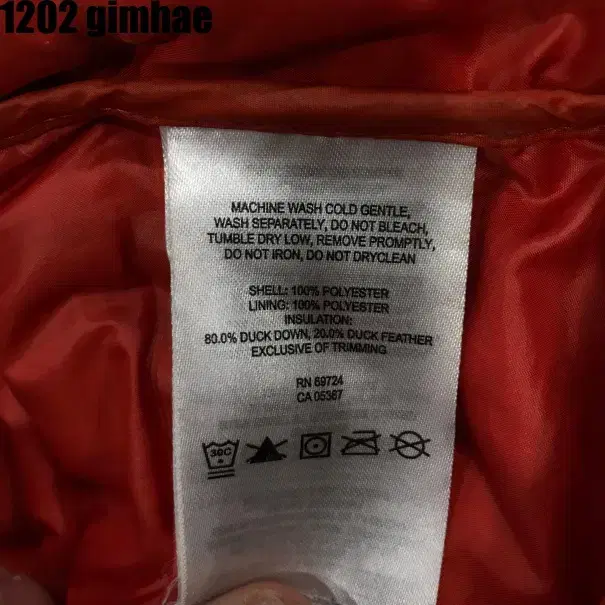 1202 gimhae
MACHINE WASH COLD GENTLE,
WASH SEPARATELY, DO NOT BLEACH,
TUMBLE DRY LOW, REMOVE PROMPTLY,
DO NOT IRON, DO NOT DRYCLEAN
SHELL: 100% POLYESTER
LINING: 100% POLYESTER
INSULATION:
80.0% DUCK DOWN, 20.0% DUCK FEATHER
EXCLUSIVE OF TRIMMING
RN 69724
CA 05367
30C